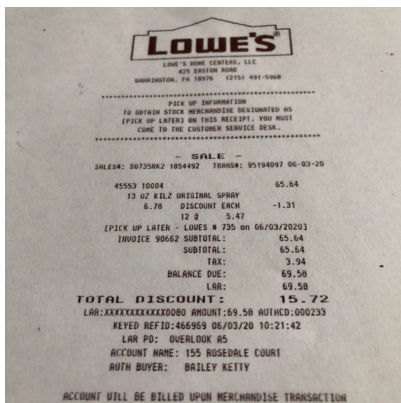 LOWE'S®
LOWE'S HOME CENTERS, LLC
425 EASTON ROAD
WARRINGTON, PA 18976 (215) 491-5960
PICK UP INFORMATION
TO OBTAIN STOCK MERCHANDISE DESIGNATED AS
[PICK UP LATER] ON THIS RECEIPT, YOU MUST
COME TO THE CUSTOMER SERVICE DESK.
- SALE -
SALES#: S0735RK2 1854492 TRANS#: 95194097 06-03-20
45553 10004 65.64
13 OZ KILZ ORIGINAL SPRAY
6.78 DISCOUNT EACH -1.31
12 @ 5.47
[PICK UP LATER - LOWES # 735 on 06/03/2020]
INVOICE 90662 SUBTOTAL: 65.64
SUBTOTAL: 65.64
TAX: 3.94
BALANCE DUE: 69.58
LAR: 69.58
TOTAL DISCOUNT: 15.72
LAR:XXXXXXXXXXXX0080 AMOUNT:69.58 AUTHCD:000233
KEYED REFID:466969 06/03/20 10:21:42
LAR PO: OVERLOOK A5
ACCOUNT NAME: 155 ROSEDALE COURT
AUTH BUYER: BAILEY KETTY
ACCOUNT WILL BE BILLED UPON MERCHANDISE TRANSACTION